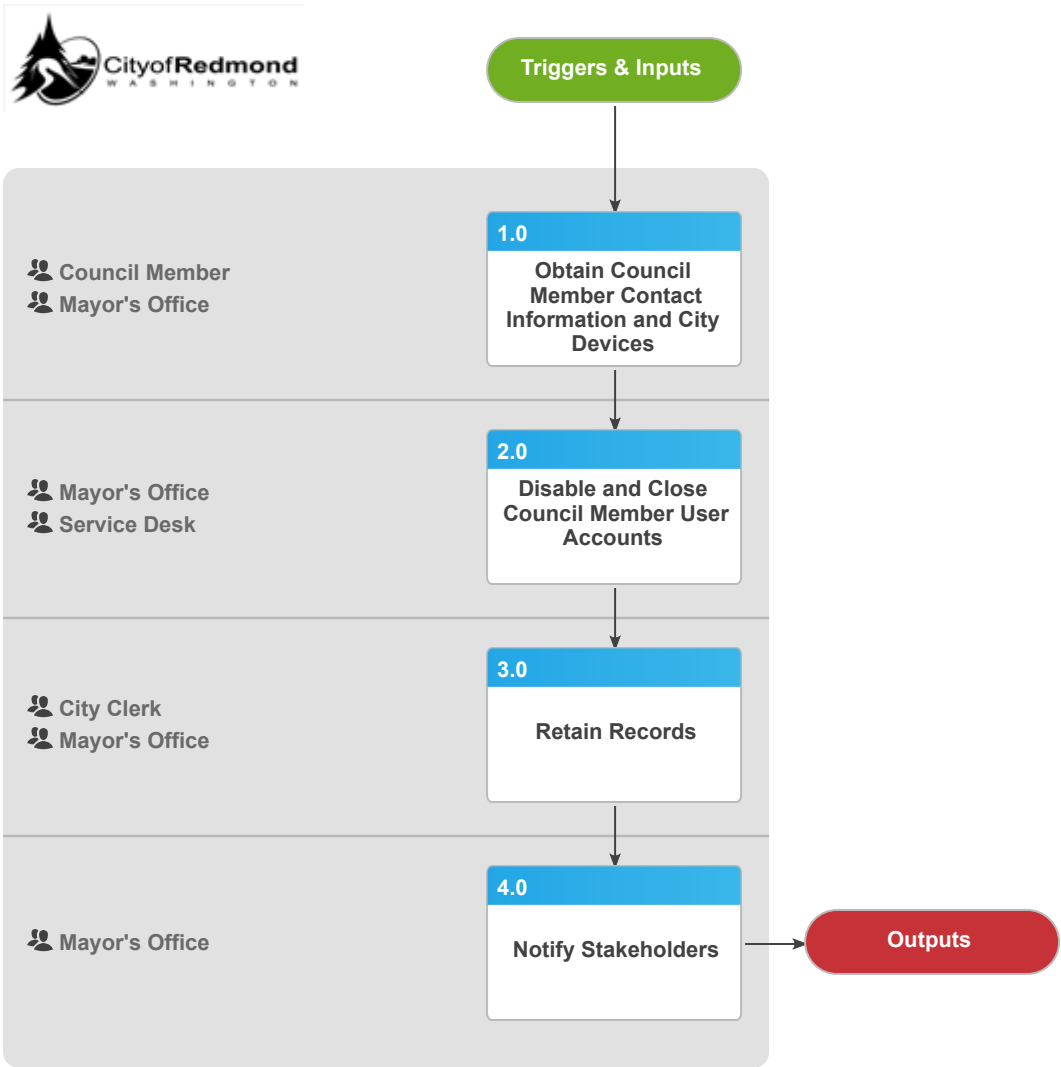 CityofRedmond
WASHINGTON
Triggers & Inputs
Council Member
Mayor's Office
1.0
Obtain Council
Member Contact
Information and City
Devices
Mayor's Office
Service Desk
2.0
Disable and Close
Council Member User
Accounts
City Clerk
Mayor's Office
3.0
Retain Records
Mayor's Office
4.0
Notify Stakeholders
Outputs